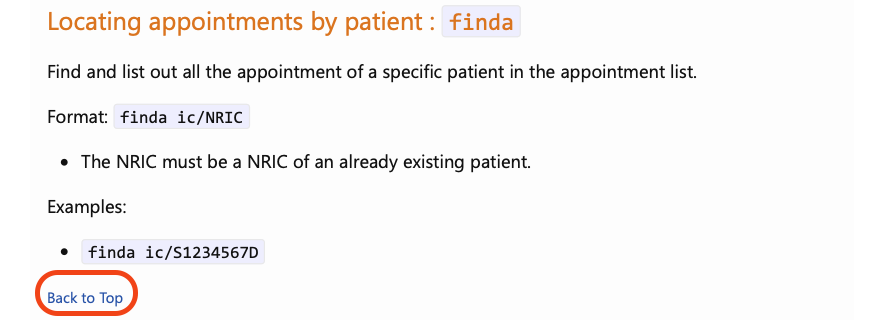 Locating appointments by patient : finda
Find and list out all the appointment of a specific patient in the appointment list.
Format: finda ic/NRIC
• The NRIC must be a NRIC of an already existing patient.
Examples:
• finda ic/S1234567D
Back to Top